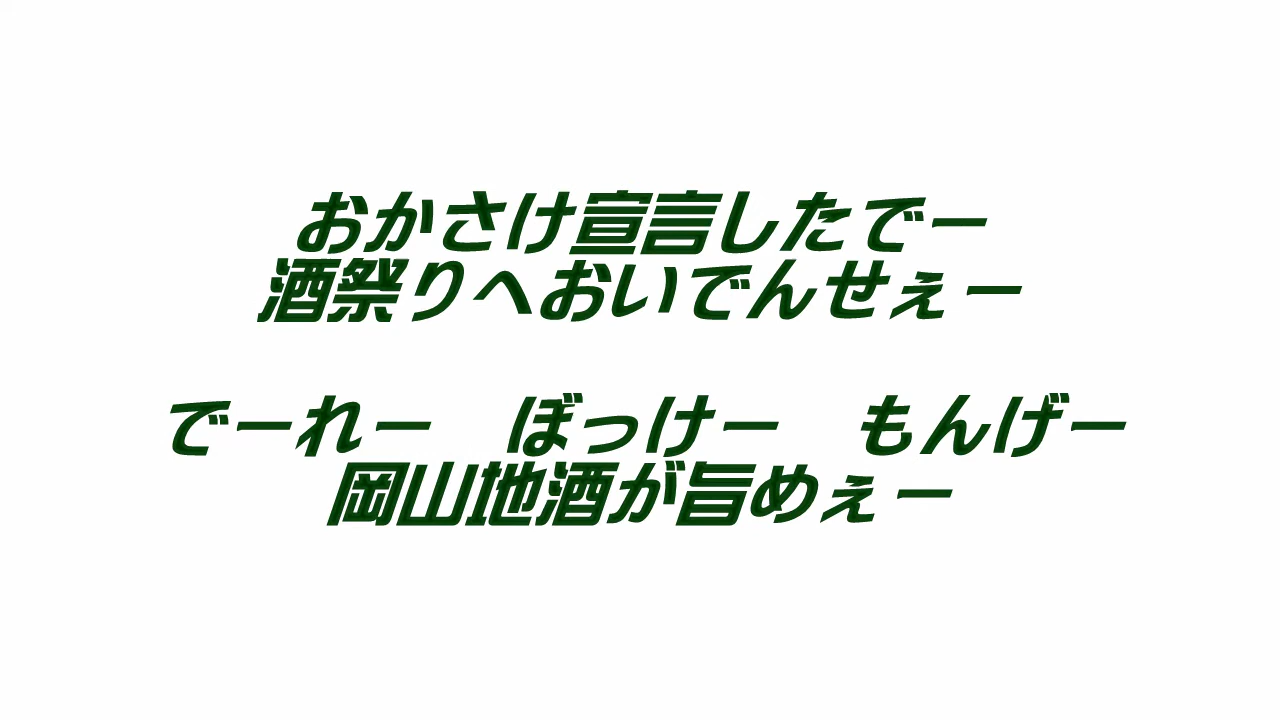 おかさけ宣言したでー
酒祭りへおいでんせぇー
でーれー　ぼっけー　もんげー
岡山地酒が旨めぇー